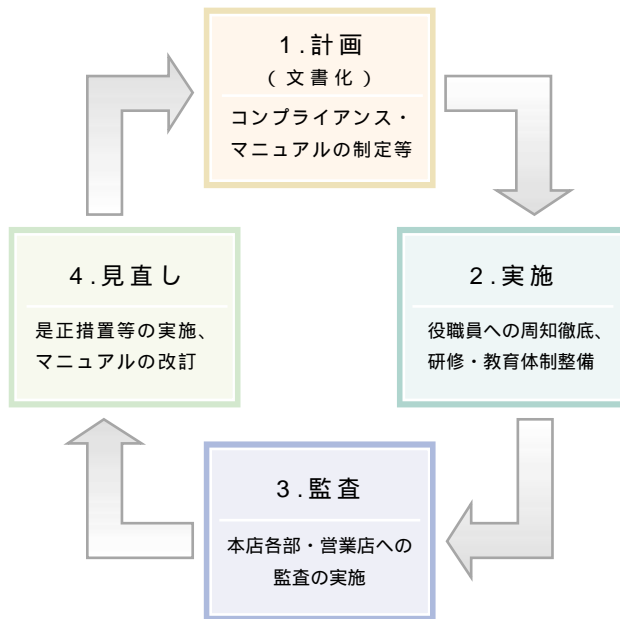 1.計画
(文書化)
コンプライアンス・
マニュアルの制定等
2.実施
役職員への周知徹底、
研修・教育体制整備
3.監査
本店各部・営業店への
監査の実施
4.見直し
是正措置等の実施、
マニュアルの改訂